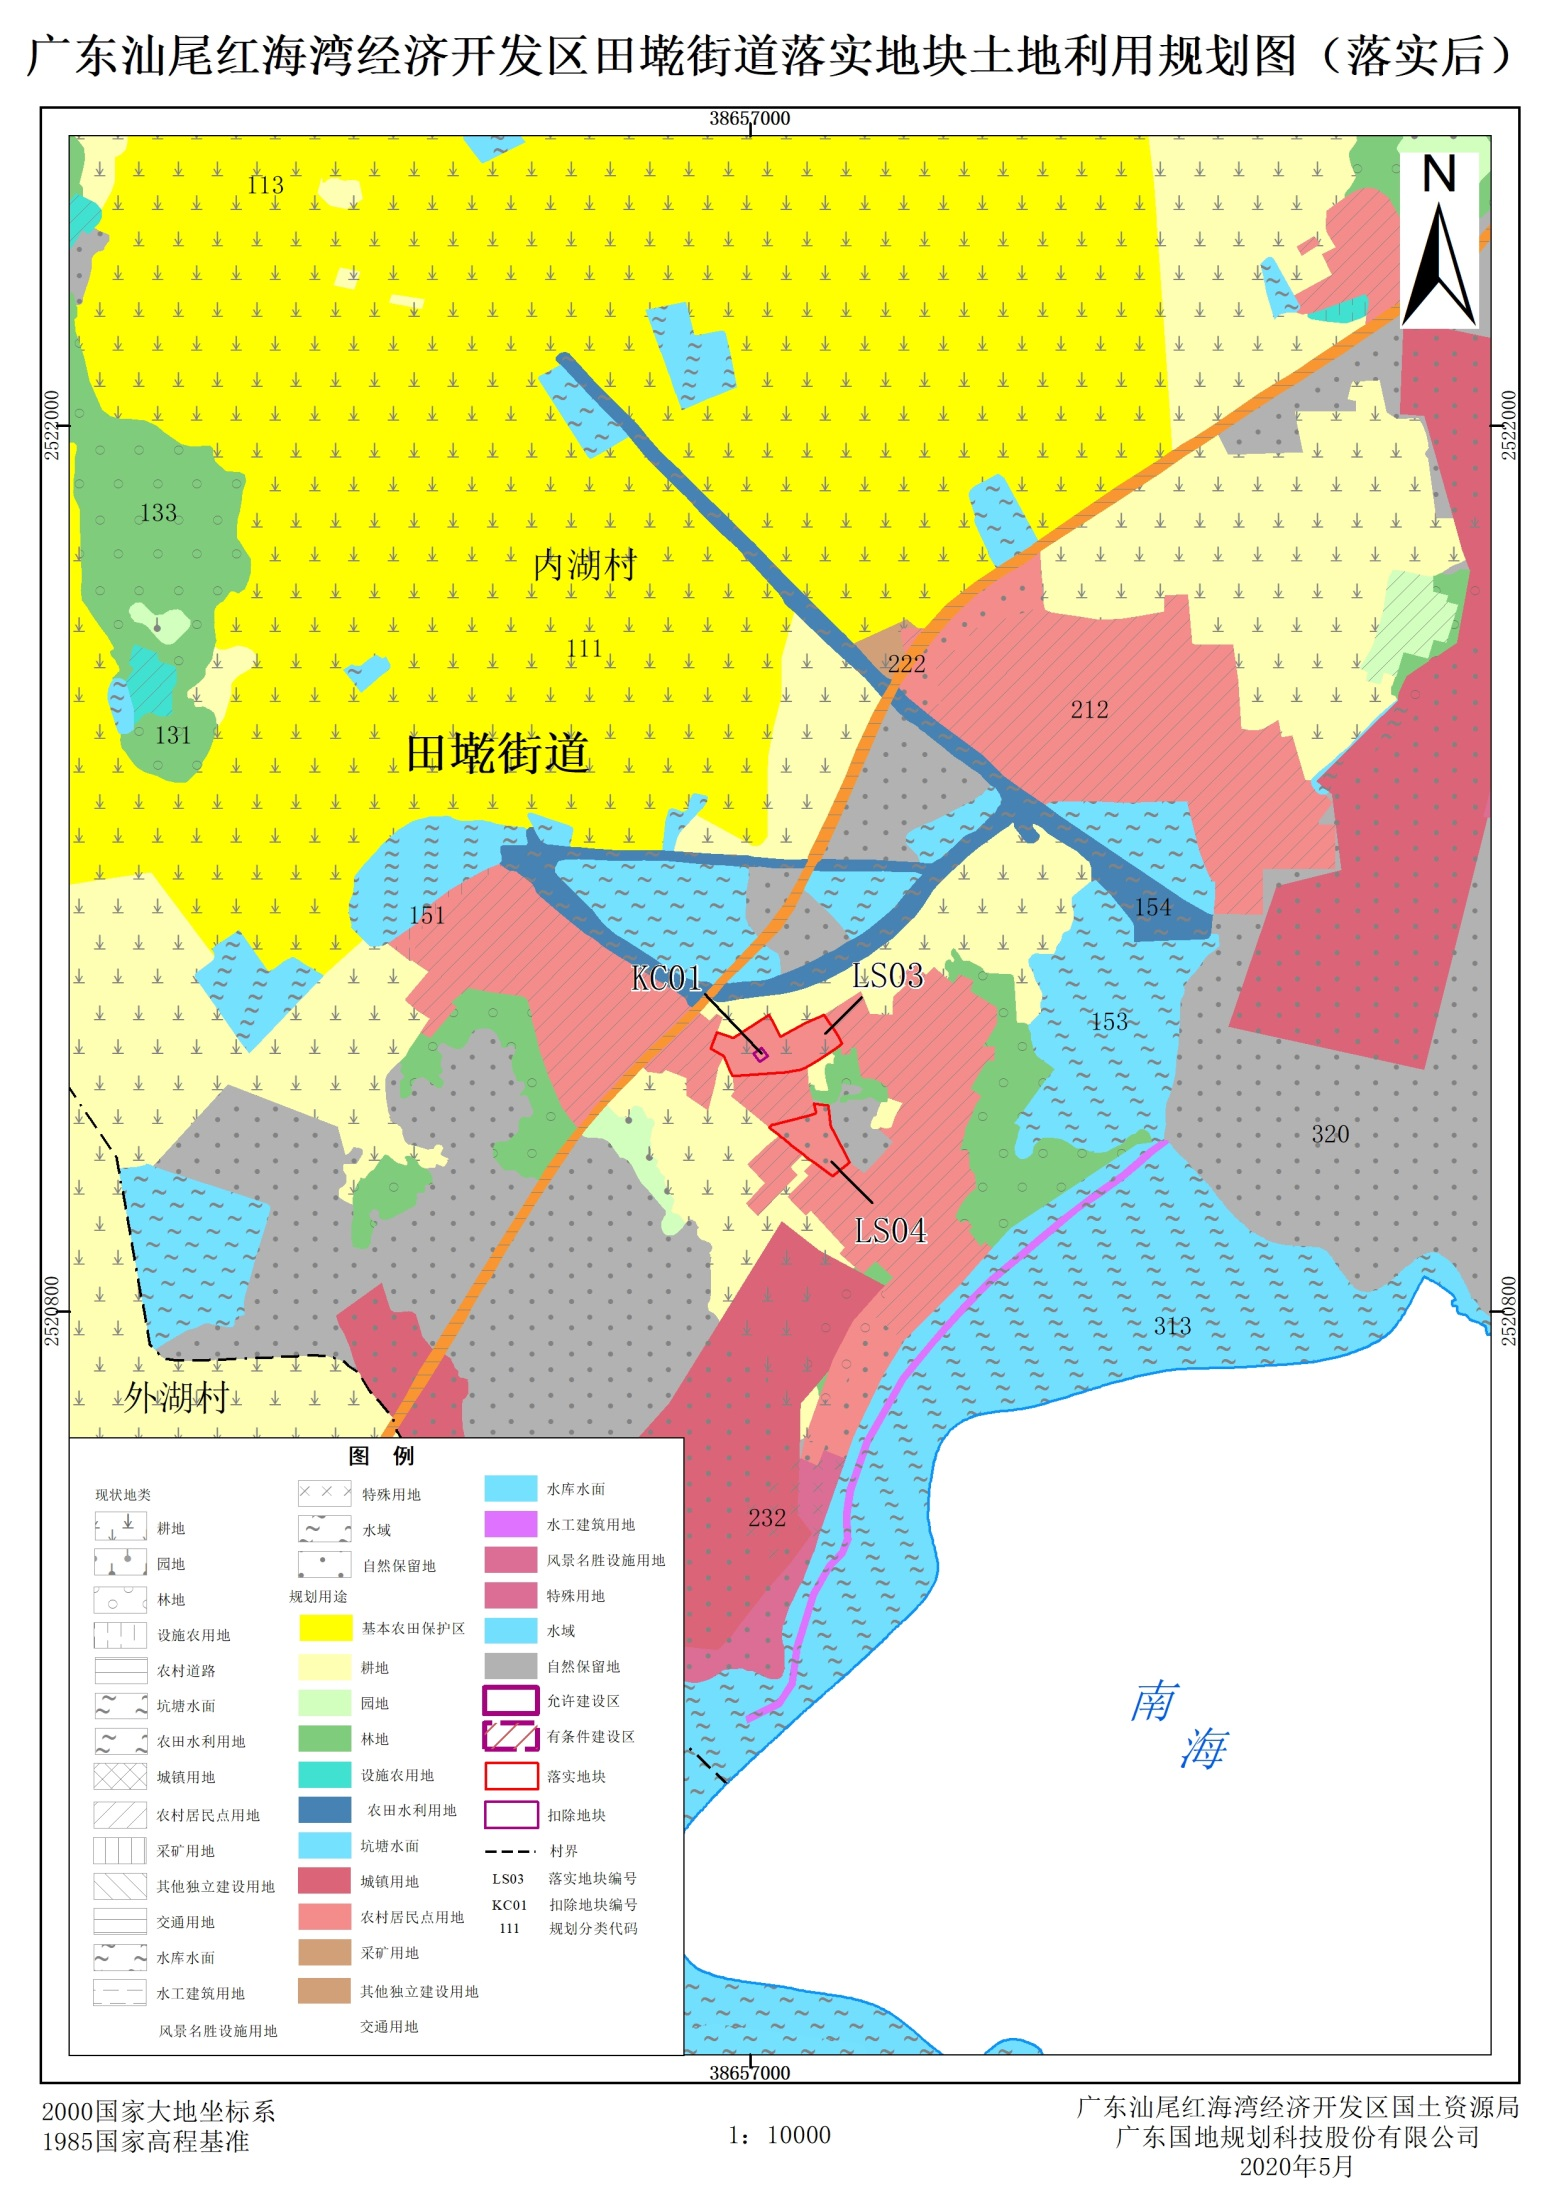 广东汕尾红海湾经济开发区田墘街道落实地块土地利用规划图（落实后）
38657000
N
113
2522000
2522000
133
内湖村
111
222
212
131
田墘街道
151
154
KC01
LS03
153
320
LS04
2520800
2520800
313
外湖村
232
南
海
图 例
现状地类
耕地
园地
林地
设施农用地
农村道路
坑塘水面
农田水利用地
城镇用地
农村居民点用地
采矿用地
其他独立建设用地
交通用地
水库水面
水工建筑用地
风景名胜设施用地
特殊用地
水域
自然保留地
规划用途
基本农田保护区
耕地
园地
林地
设施农用地
农田水利用地
坑塘水面
城镇用地
农村居民点用地
采矿用地
其他独立建设用地
交通用地
水库水面
水工建筑用地
风景名胜设施用地
特殊用地
水域
自然保留地
允许建设区
有条件建设区
落实地块
扣除地块
村界
LS03 落实地块编号
KC01 扣除地块编号
111 规划分类代码
38657000
2000国家大地坐标系
1985国家高程基准
1：10000
广东汕尾红海湾经济开发区国土资源局
广东国地规划科技股份有限公司
2020年5月